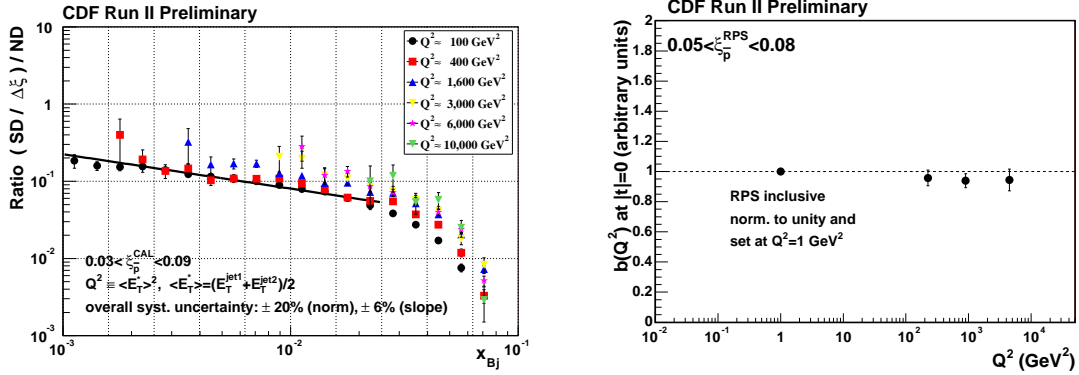 CDF Run II Preliminary
Ratio ( SD / Δξ ) / ND
10
1
10^-1
10^-2
10^-3
Q² ≈ 100 GeV²
Q² ≈ 400 GeV²
Q² ≈ 1,600 GeV²
Q² ≈ 3,000 GeV²
Q² ≈ 6,000 GeV²
Q² ≈ 10,000 GeV²
0.03< ξ_p̄^CAL <0.09
Q² ≡ <E_T^*>², <E_T^*>=(E_T^jet1+E_T^jet2)/2
overall syst. uncertainty: ± 20% (norm), ± 6% (slope)
10^-3 10^-2 10^-1
x_Bj
CDF Run II Preliminary
b(Q²) at |t|=0 (arbitrary units)
2
1.8
1.6
1.4
1.2
1
0.8
0.6
0.4
0.2
0
0.05<ξ_p̄^RPS<0.08
RPS inclusive
norm. to unity and
set at Q²=1 GeV²
10^-2 10^-1 1 10 10^2 10^3 10^4
Q² (GeV²)